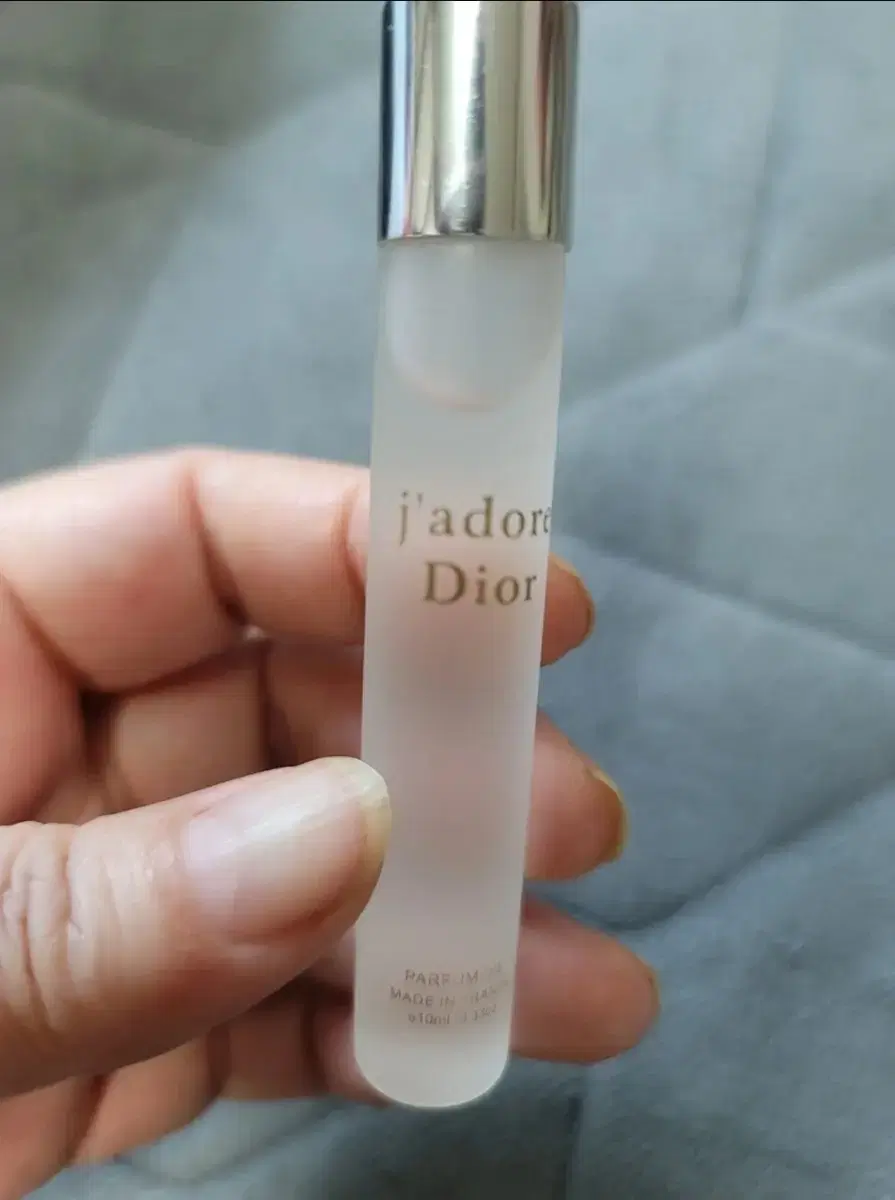 j'adore
Dior
PARFUM
MADE IN
10ml